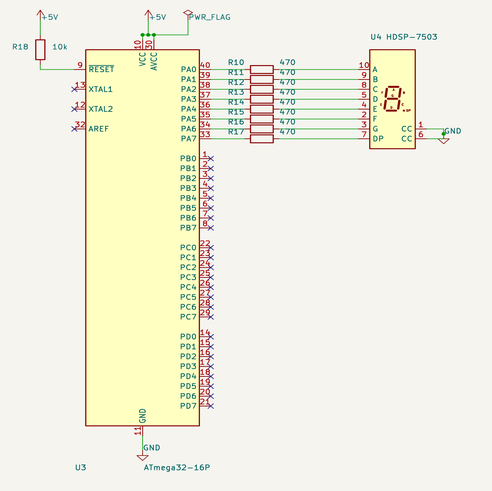 +5V
+5V
PWR_FLAG
R18 10k
U4 HDSP-7503
10
30
VCC
AVCC
9 RESET
13 XTAL1
12 XTAL2
32 AREF
PA0 40 R10 470 10 A
PA1 39 R11 470 9 B
PA2 38 R12 470 8 C
PA3 37 R13 470 5 D
PA4 36 R14 470 4 E
PA5 35 R15 470 2 F
PA6 34 R16 470 3 G CC 1 GND
PA7 33 R17 470 7 DP CC 6
PB0 1
PB1 2
PB2 3
PB3 4
PB4 5
PB5 6
PB6 7
PB7 8
PC0 22
PC1 23
PC2 24
PC3 25
PC4 26
PC5 27
PC6 28
PC7 29
PD0 14
PD1 15
PD2 16
PD3 17
PD4 18
PD5 19
PD6 20
PD7 21
GND
11
GND
U3 ATmega32-16P